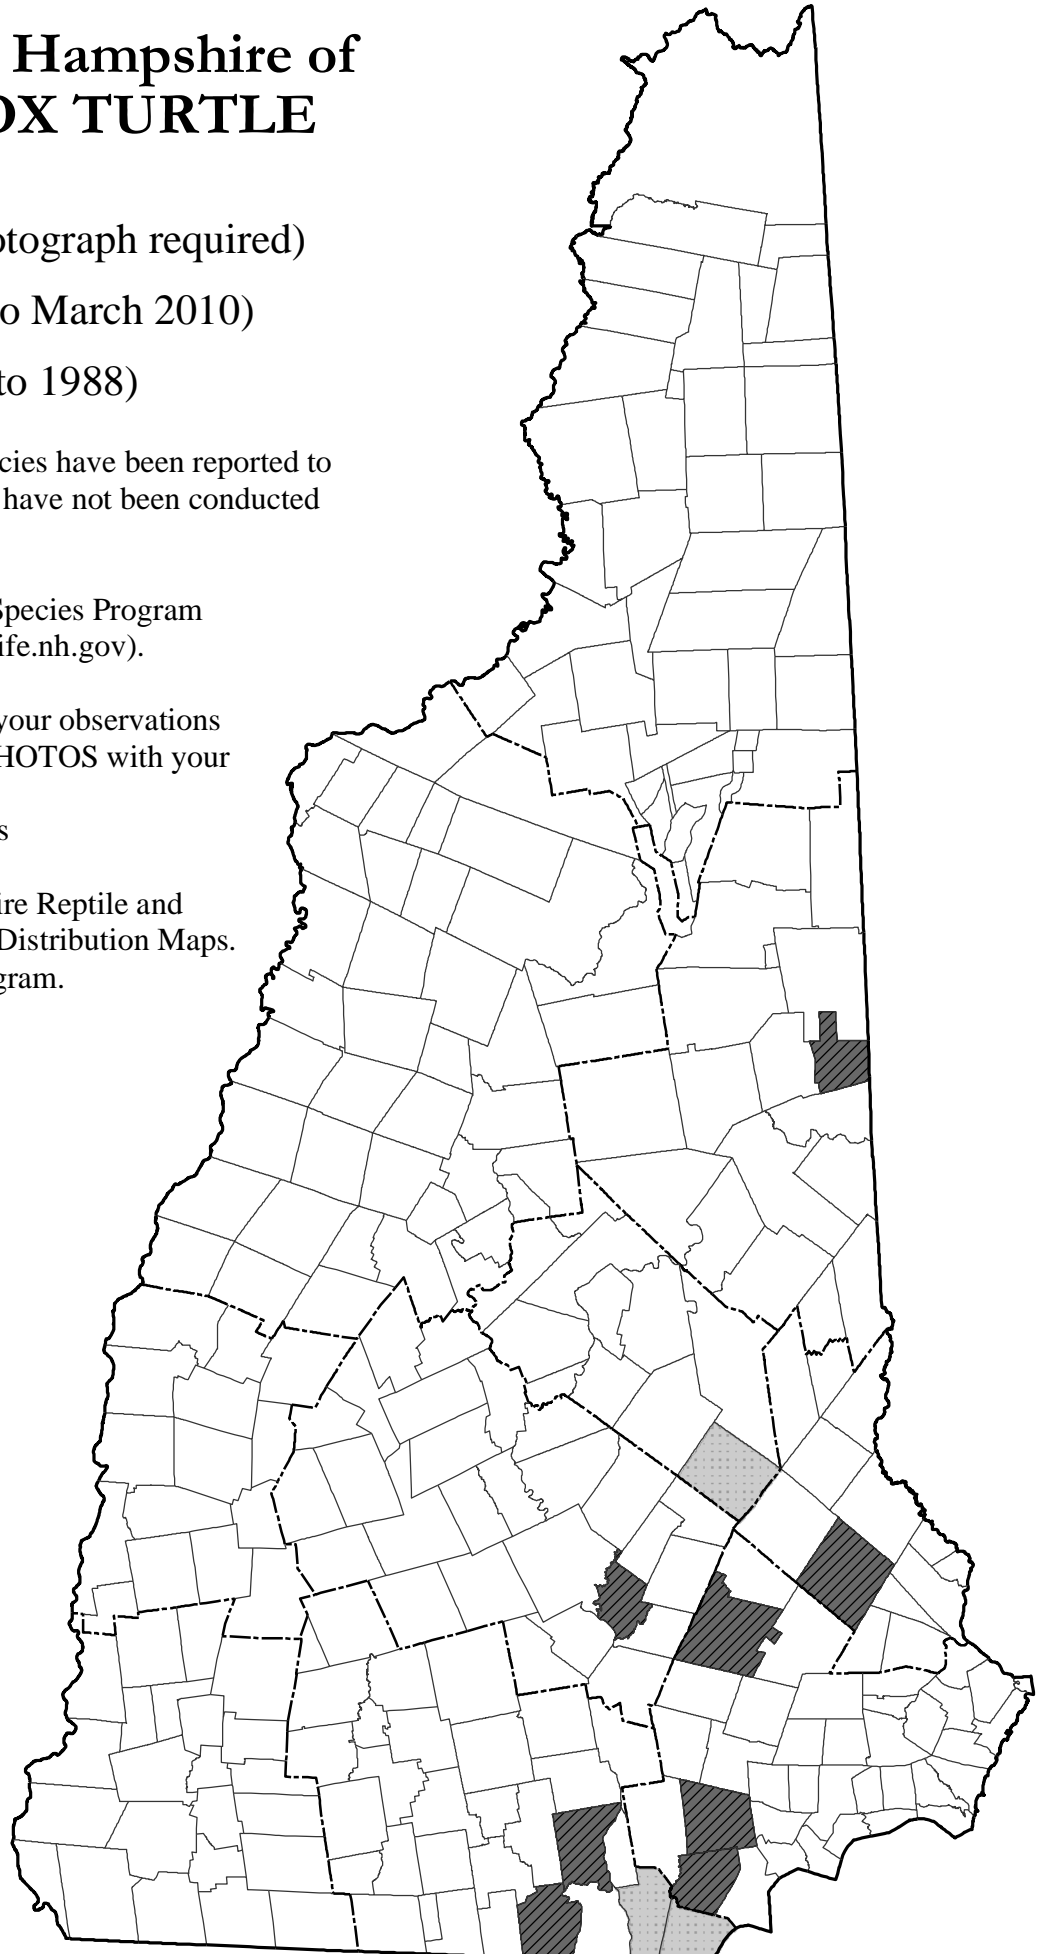 Hampshire of
OX TURTLE
otograph required)
o March 2010)
to 1988)
cies have been reported to
have not been conducted
Species Program
ife.nh.gov).
your observations
HOTOS with your
s
ire Reptile and
Distribution Maps.
gram.